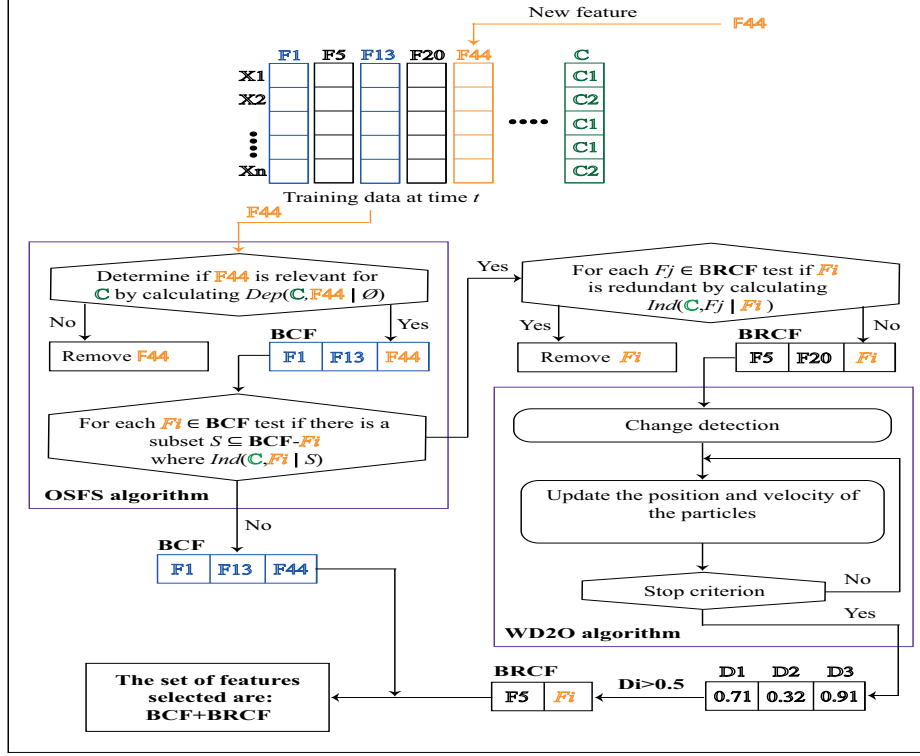 New feature
F44
F1 F5 F13 F20 F44 C
X1 C1
X2 C2
C1
C1
Xn C2
Training data at time t
F44
Determine if F44 is relevant for
C by calculating Dep(C,F44 | Ø)
No
Yes
Remove F44
BCF
F1 F13 F44
For each Fi ∈ BCF test if there is a
subset S ⊆ BCF-Fi
where Ind(C,Fi | S)
OSFS algorithm
Yes
For each Fj ∈ BRCF test if Fi
is redundant by calculating
Ind(C,Fj | Fi )
Yes
No
Remove Fi
BRCF
F5 F20 Fi
Change detection
Update the position and velocity of
the particles
Stop criterion
No
Yes
WD2O algorithm
No
BCF
F1 F13 F44
D1 D2 D3
0.71 0.32 0.91
Di>0.5
BRCF
F5 Fi
The set of features
selected are:
BCF+BRCF